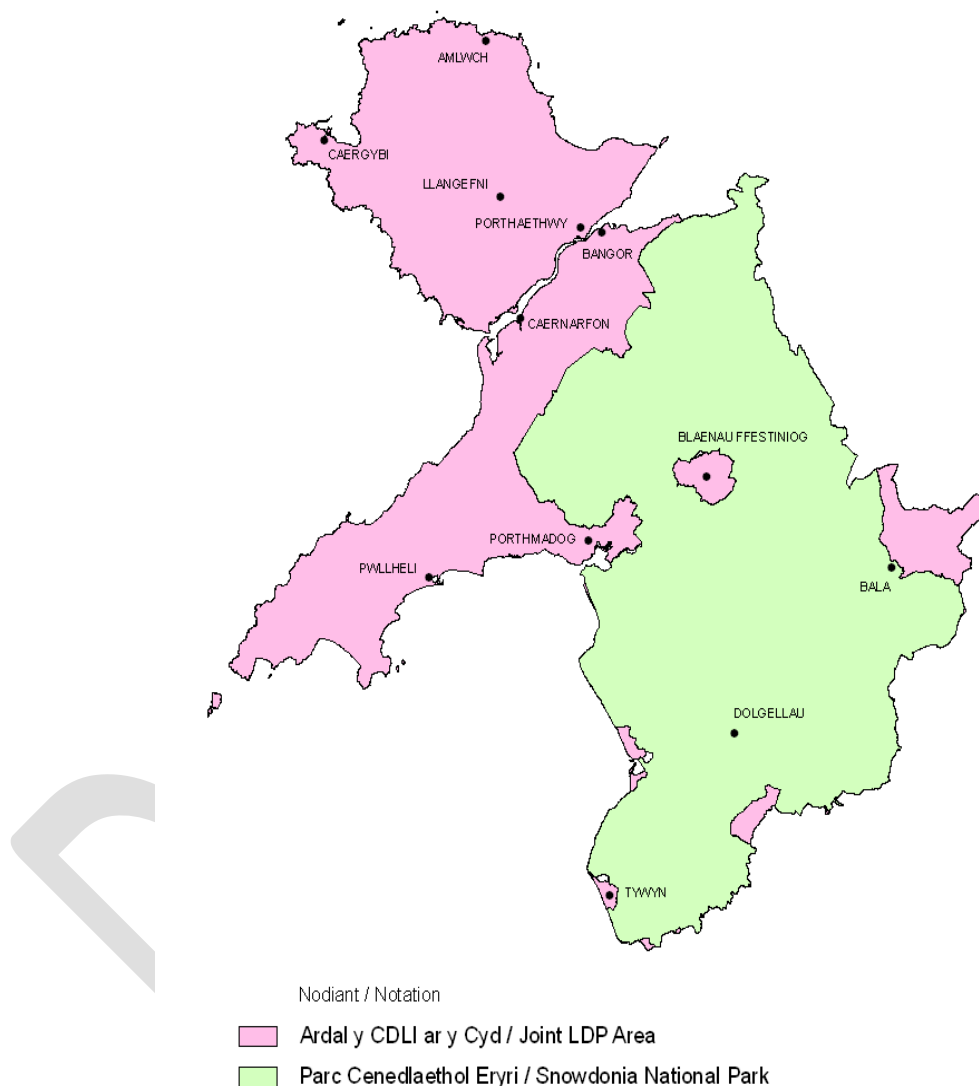 AMLWCH
CAERGYBI
LLANGEFNI
PORTHAETHWY
BANGOR
CAERNARFON
BLAENAU FFESTINIOG
PORTHMADOG
PWLLHELI
BALA
DOLGELLAU
TYWYN
Nodiant / Notation
Ardal y CDLl ar y Cyd / Joint LDP Area
Parc Cenedlaethol Eryri / Snowdonia National Park